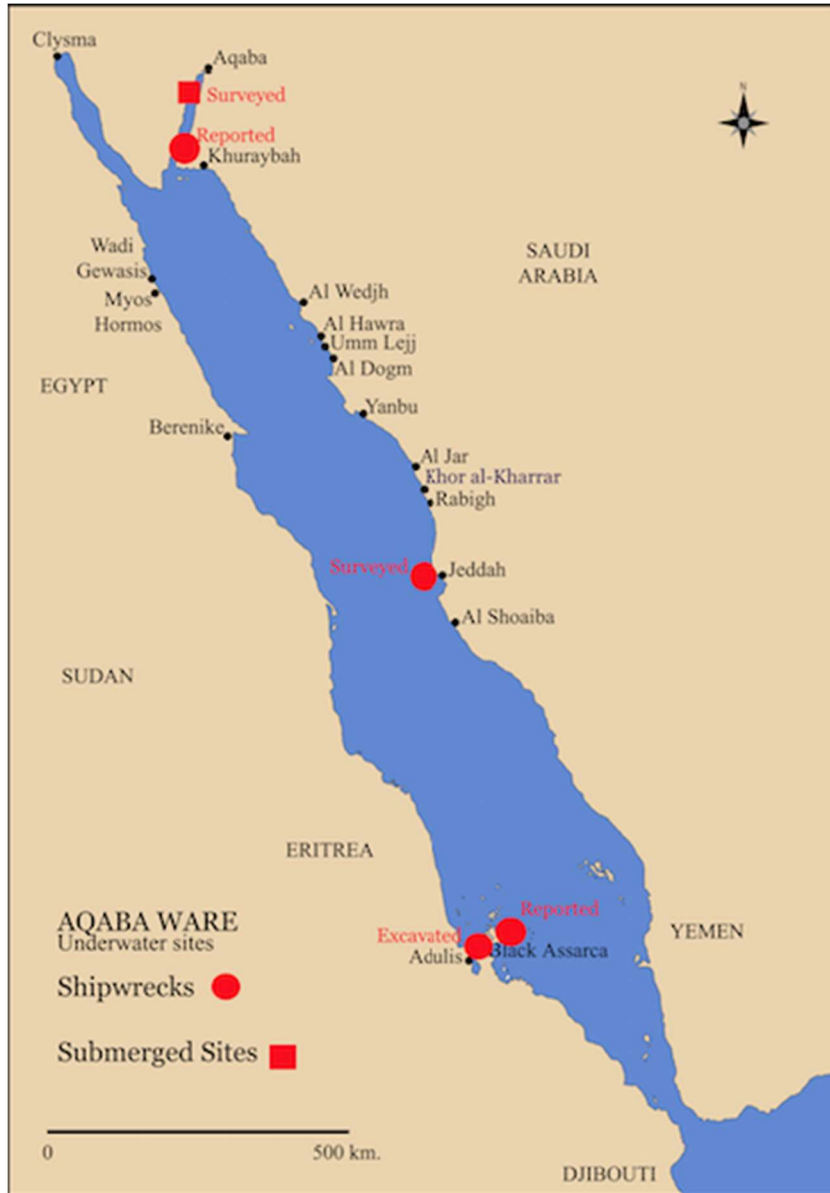 Clysma
Aqaba
N
Surveyed
Reported
Khuraybah
Wadi
Gewasis
Myos
Hormos
SAUDI
ARABIA
Al Wedjh
Al Hawra
Umm Lejj
Al Dogm
EGYPT
Yanbu
Berenike
Al Jar
Khor al-Kharrar
Rabigh
Surveyed
Jeddah
Al Shoaiba
SUDAN
ERITREA
Reported
Excavated
Black Assarca
Adulis
YEMEN
AQABA WARE
Underwater sites
Shipwrecks
Submerged Sites
0 500 km.
DJIBOUTI